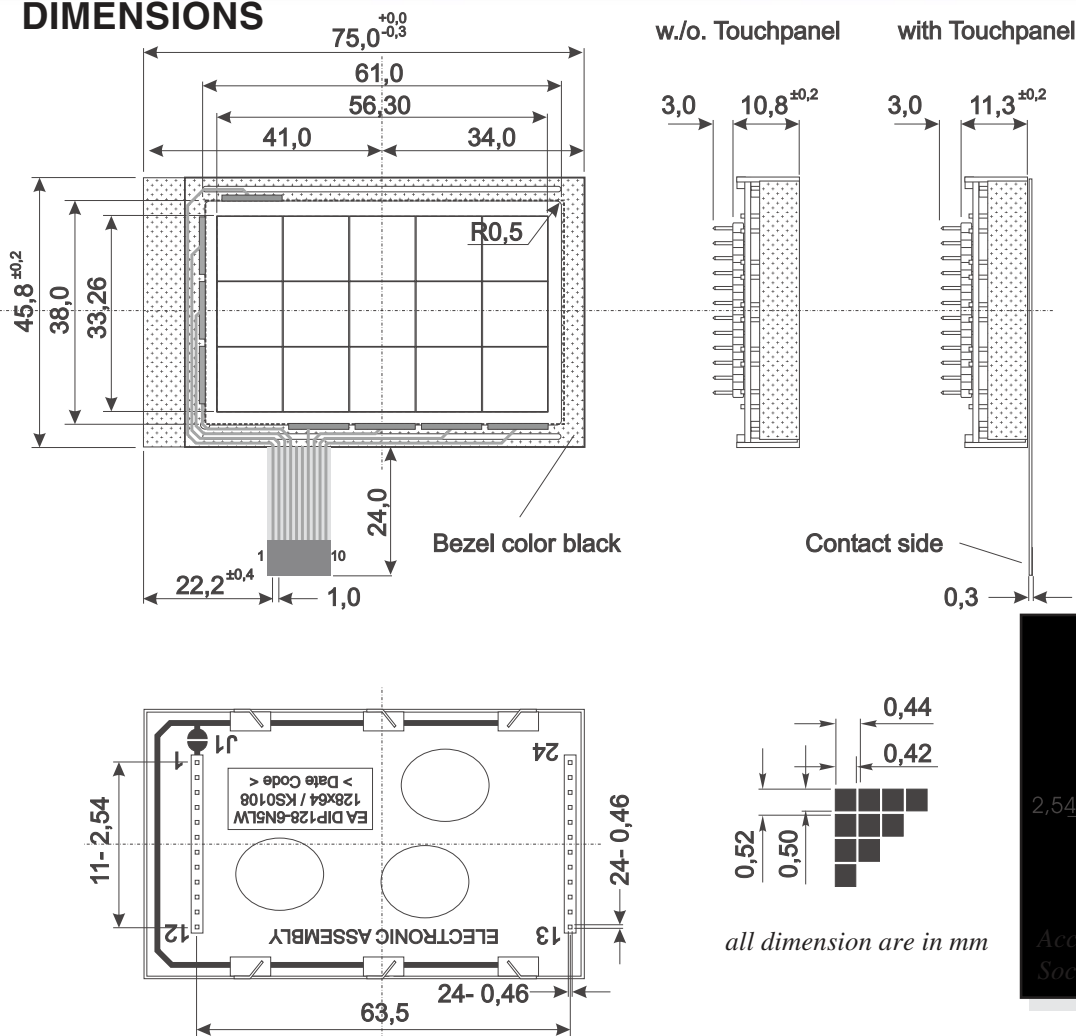 DIMENSIONS
w./o. Touchpanel
with Touchpanel
75,0 +0,0 -0,3
61,0
56,30
41,0
34,0
3,0
10,8 ±0,2
3,0
11,3 ±0,2
R0,5
45,8 ±0,2
38,0
33,26
24,0
Bezel color black
Contact side
1
10
22,2 ±0,4
1,0
0,3
J1
1
24
EA DIP128-6N5LW
128x64 / KS0108
> Date Code <
11- 2,54
24- 0,46
12
13
ELECTRONIC ASSEMBLY
24- 0,46
63,5
0,44
0,42
0,52
0,50
all dimension are in mm
2,54